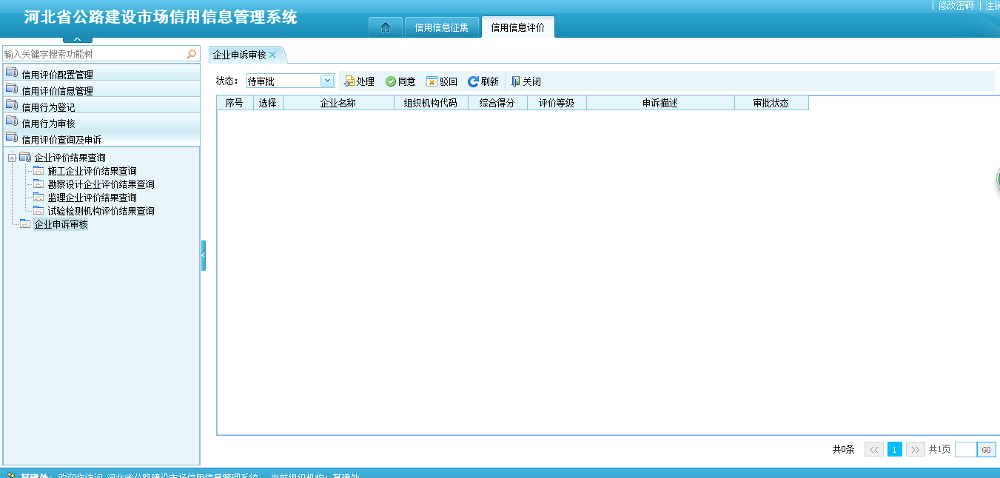 河北省公路建设市场信用信息管理系统
| 修改密码 | 注销
信用信息征集
信用信息评价
输入关键字搜索功能树
信用评价配置管理
信用评价信息管理
信用行为登记
信用行为审核
信用评价查询及申诉
企业评价结果查询
施工企业评价结果查询
勘察设计企业评价结果查询
监理企业评价结果查询
试验检测机构评价结果查询
企业申诉审核
企业申诉审核
状态： 待审批 处理 同意 驳回 刷新 关闭
序号 选择 企业名称 组织机构代码 综合得分 评价等级 申诉描述 审批状态
共0条 << 1 >> 共1页 GO
基建处： 欢迎您访问 河北省公路建设市场信用信息管理系统 当前组织机构：基建处